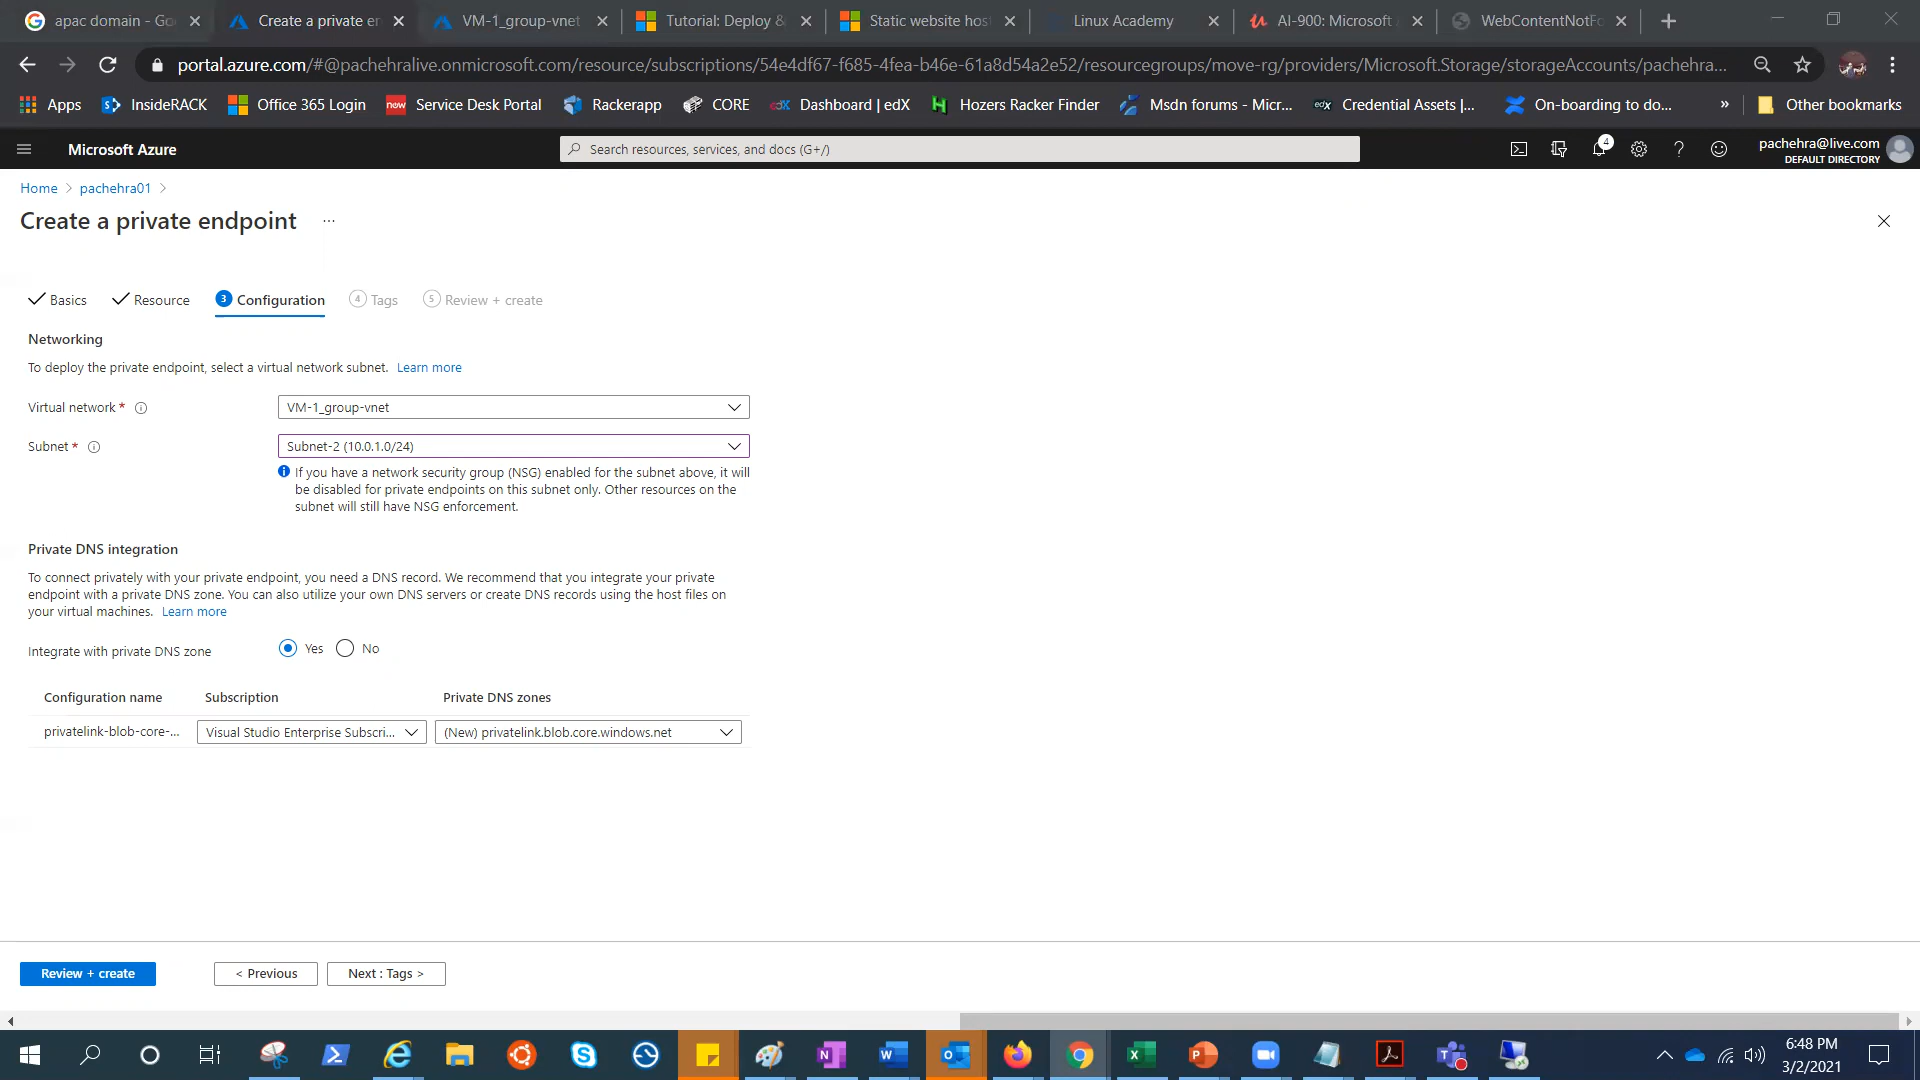 apac domain - Go
Create a private en
VM-1_group-vnet
Tutorial: Deploy &
Static website hos
Linux Academy
AI-900: Microsoft
WebContentNotFo
portal.azure.com/#@pachehralive.onmicrosoft.com/resource/subscriptions/54e4df67-f685-4fea-b46e-61a8d54a2e52/resourcegroups/move-rg/providers/Microsoft.Storage/storageAccounts/pachehra...
Apps
InsideRACK
Office 365 Login
now
Service Desk Portal
Rackerapp
CORE
edX
Dashboard | edX
Hozers Racker Finder
Msdn forums - Micr...
edx
Credential Assets |...
On-boarding to do...
»
Other bookmarks
Microsoft Azure
Search resources, services, and docs (G+/)
4
pachehra@live.com
DEFAULT DIRECTORY
Home > pachehra01 >
Create a private endpoint ...
Basics
Resource
3 Configuration
4 Tags
5 Review + create
Networking
To deploy the private endpoint, select a virtual network subnet. Learn more
Virtual network *
VM-1_group-vnet
Subnet *
Subnet-2 (10.0.1.0/24)
If you have a network security group (NSG) enabled for the subnet above, it will
be disabled for private endpoints on this subnet only. Other resources on the
subnet will still have NSG enforcement.
Private DNS integration
To connect privately with your private endpoint, you need a DNS record. We recommend that you integrate your private
endpoint with a private DNS zone. You can also utilize your own DNS servers or create DNS records using the host files on
your virtual machines. Learn more
Integrate with private DNS zone
Yes
No
Configuration name
Subscription
Private DNS zones
privatelink-blob-core-...
Visual Studio Enterprise Subscri...
(New) privatelink.blob.core.windows.net
Review + create
< Previous
Next : Tags >
6:48 PM
3/2/2021